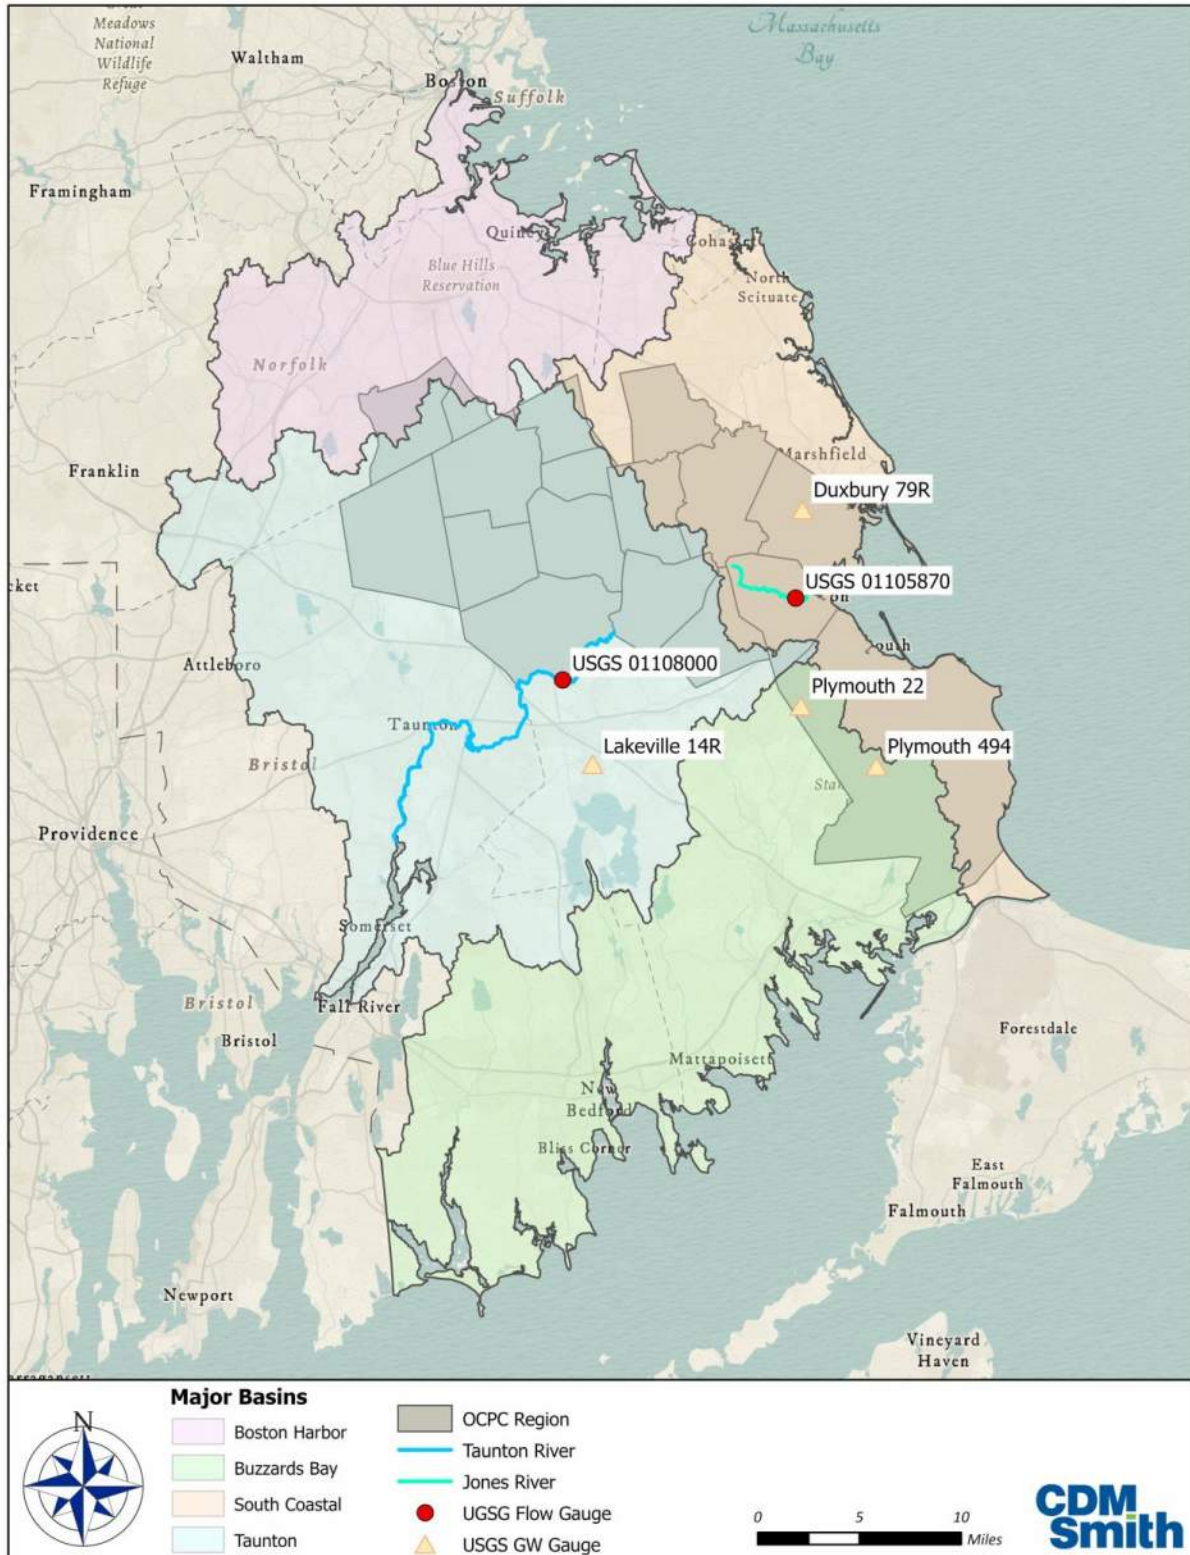 Meadows
National
Wildlife
Refuge
Waltham
Massachusetts
Bay
Boston
Suffolk
Framingham
Quincy
Cohasset
Blue Hills
Reservation
North
Scituate
Norfolk
Franklin
Marshfield
Duxbury 79R
cket
USGS 01105870
on
Attleboro
USGS 01108000
outh
Plymouth 22
Taunton
Lakeville 14R
Plymouth 494
Bristol
Providence
Somerset
Bristol
Fall River
Bristol
Forestdale
Mattapoisett
New
Bedford
Bliss Corner
East
Falmouth
Falmouth
Newport
Vineyard
Haven
Major Basins
Boston Harbor
Buzzards Bay
South Coastal
Taunton
N
OCPC Region
Taunton River
Jones River
UGSG Flow Gauge
USGS GW Gauge
0 5 10
Miles
CDM
Smith